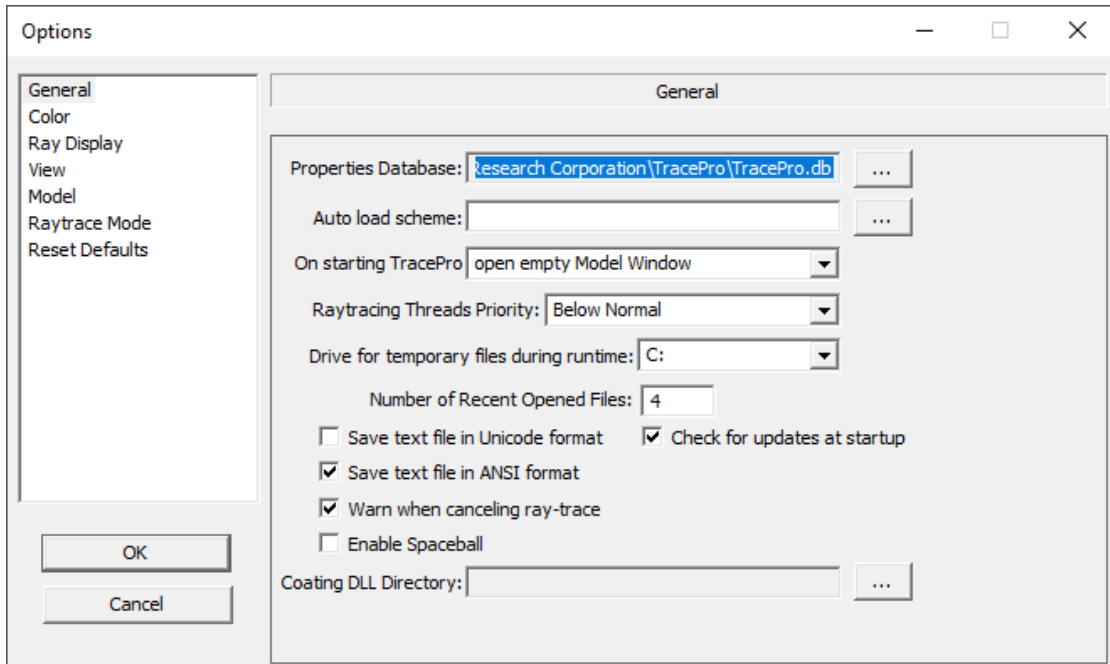 Options
General
Color
Ray Display
View
Model
Raytrace Mode
Reset Defaults
OK
Cancel
General
Properties Database: Research Corporation\TracePro\TracePro.db ...
Auto load scheme: ...
On starting TracePro open empty Model Window
Raytracing Threads Priority: Below Normal
Drive for temporary files during runtime: C:
Number of Recent Opened Files: 4
Save text file in Unicode format Check for updates at startup
Save text file in ANSI format
Warn when canceling ray-trace
Enable Spaceball
Coating DLL Directory: ...